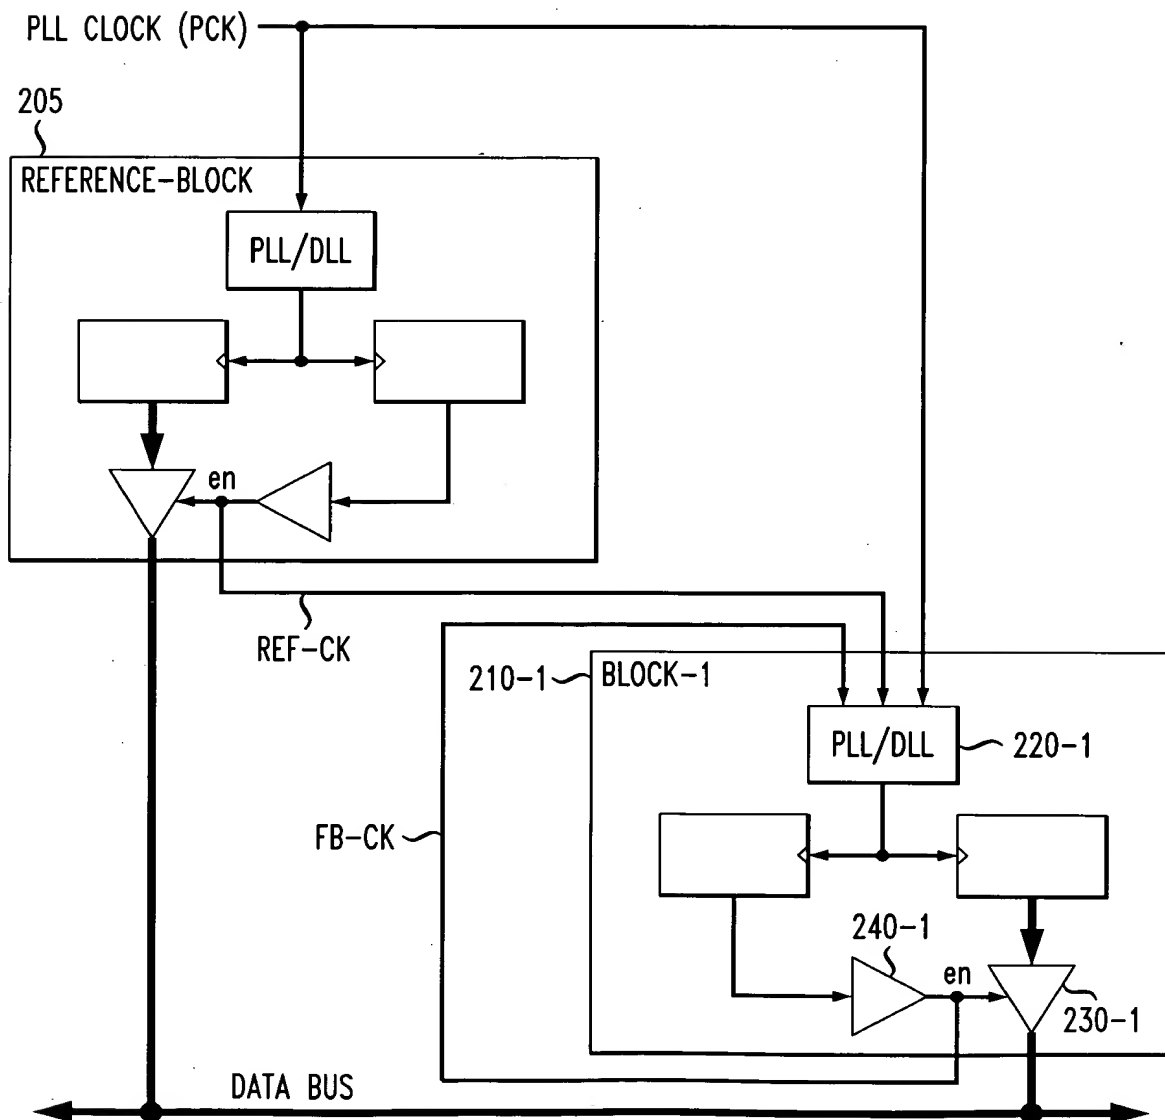 PLL CLOCK (PCK)
205
REFERENCE-BLOCK
PLL/DLL
en
REF-CK
210-1
BLOCK-1
PLL/DLL
220-1
FB-CK
240-1
en
230-1
DATA BUS